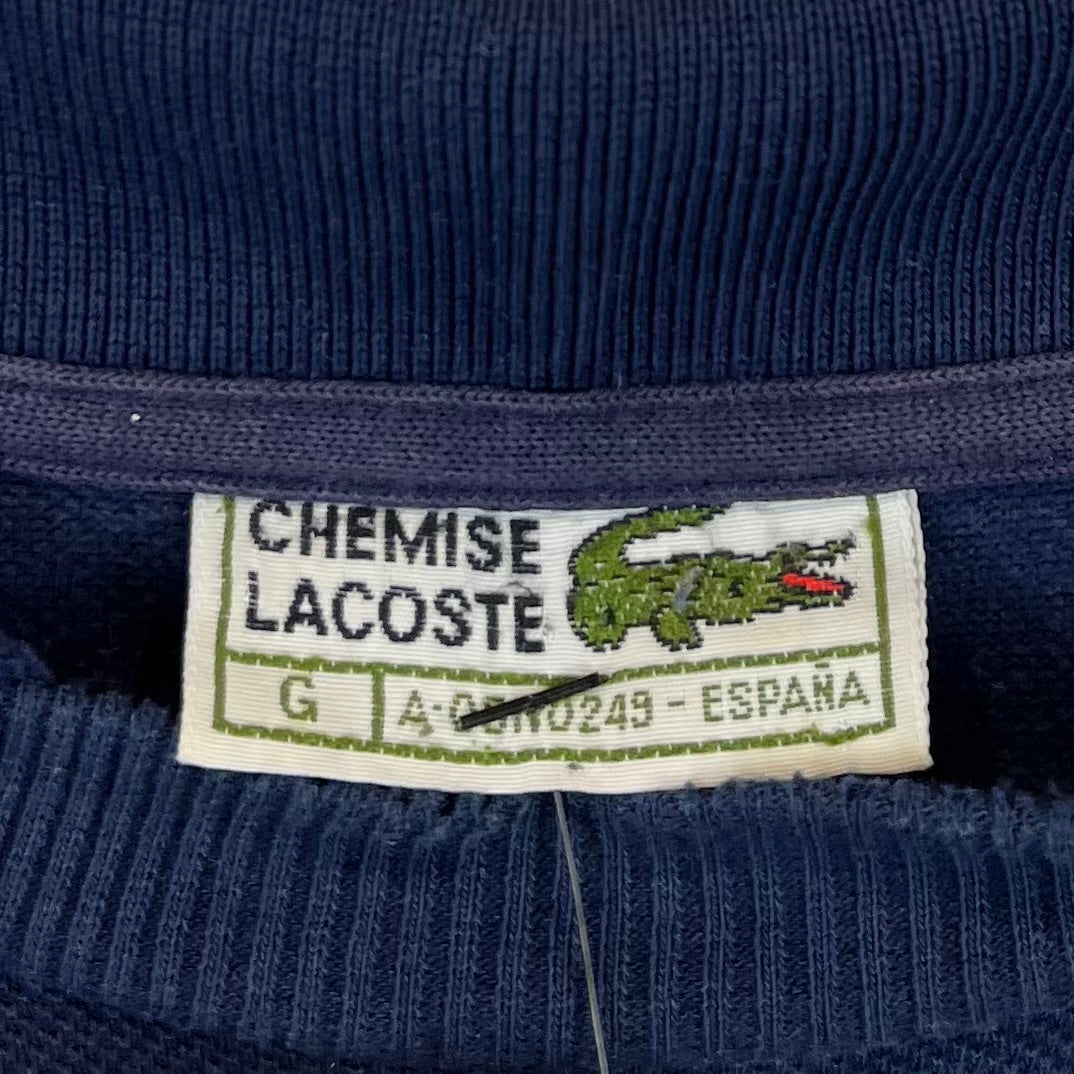 CHEMISE
LACOSTE
G
- ESPAÑA